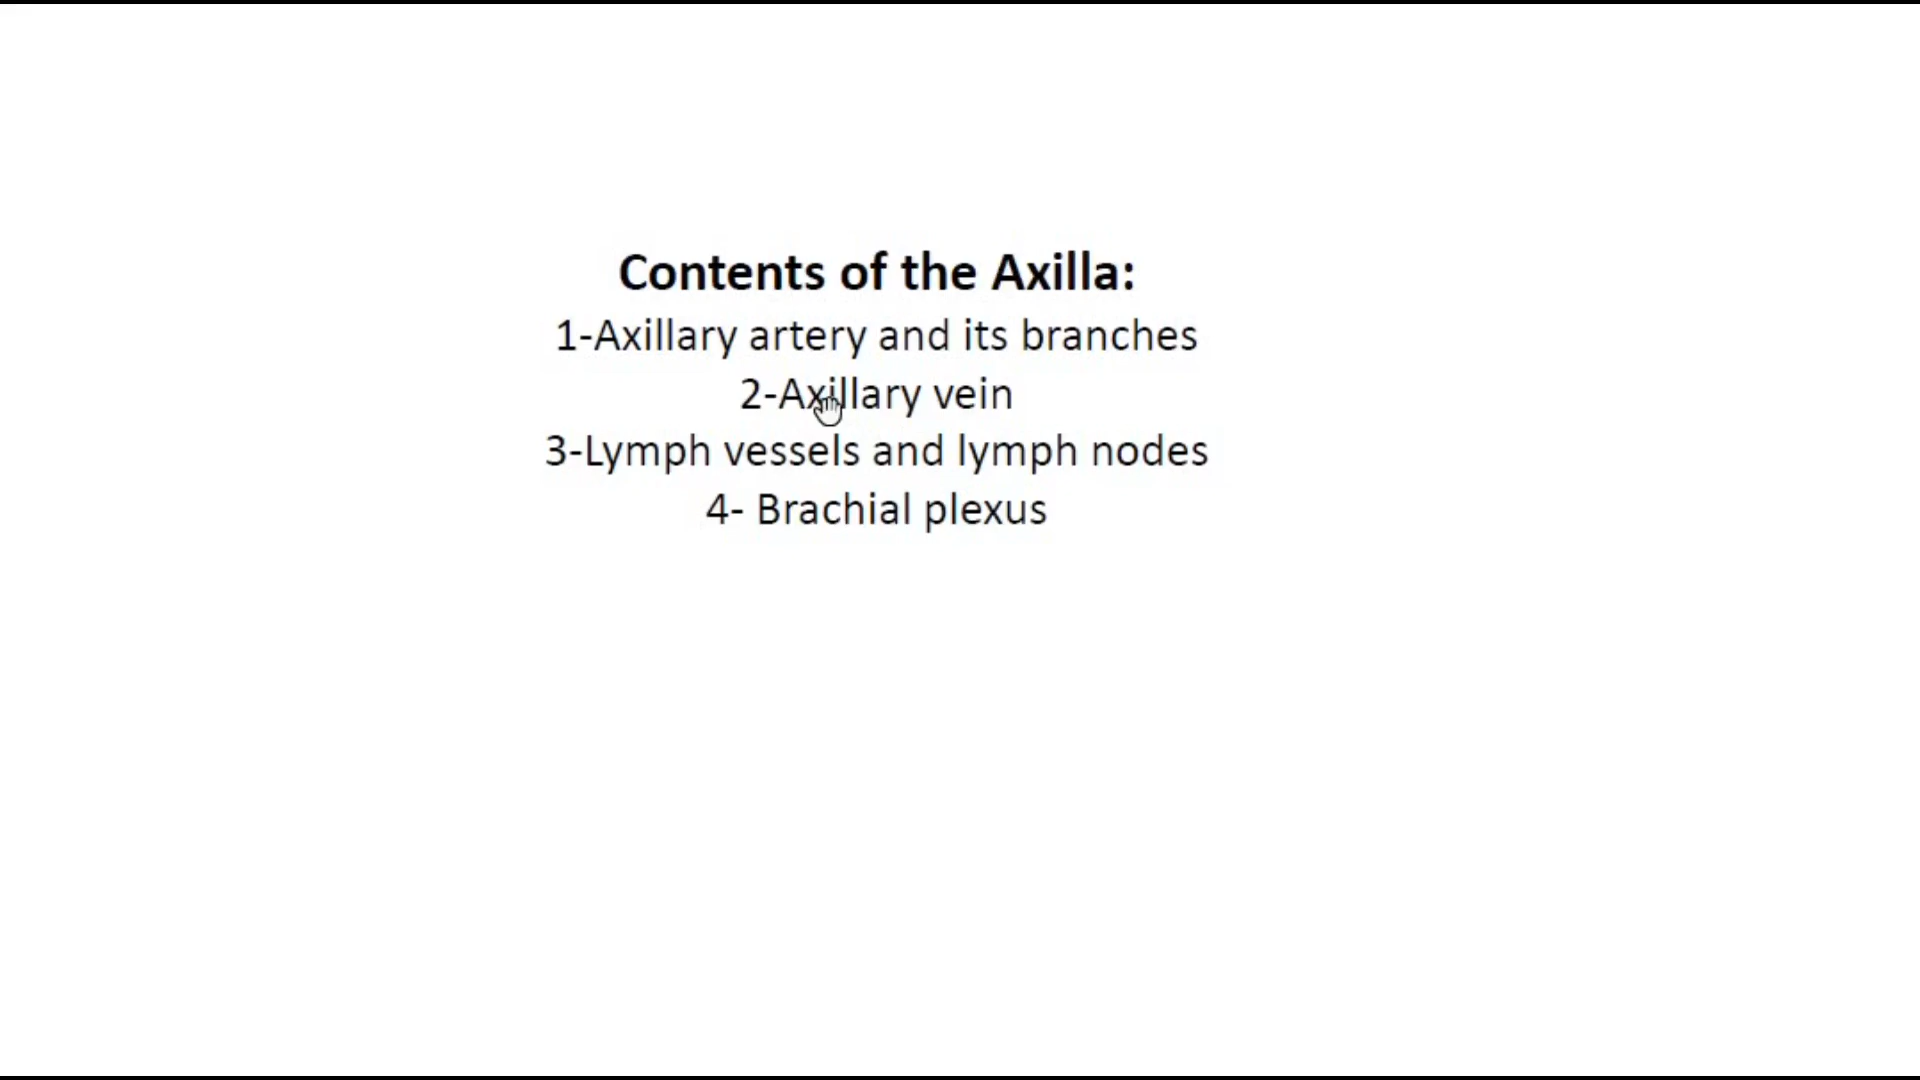 Contents of the Axilla:
1-Axillary artery and its branches
2-Axillary vein
3-Lymph vessels and lymph nodes
4- Brachial plexus